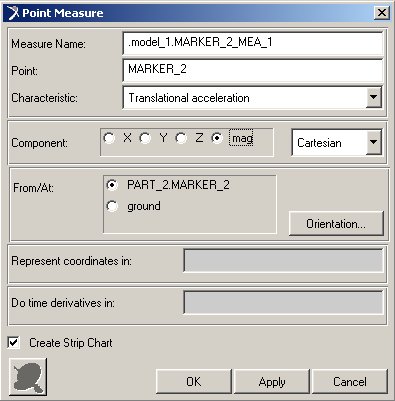 Point Measure
Measure Name: .model_1.MARKER_2_MEA_1
Point: MARKER_2
Characteristic: Translational acceleration
Component: X Y Z mag Cartesian
From/At: PART_2.MARKER_2
ground
Orientation...
Represent coordinates in:
Do time derivatives in:
Create Strip Chart
OK Apply Cancel